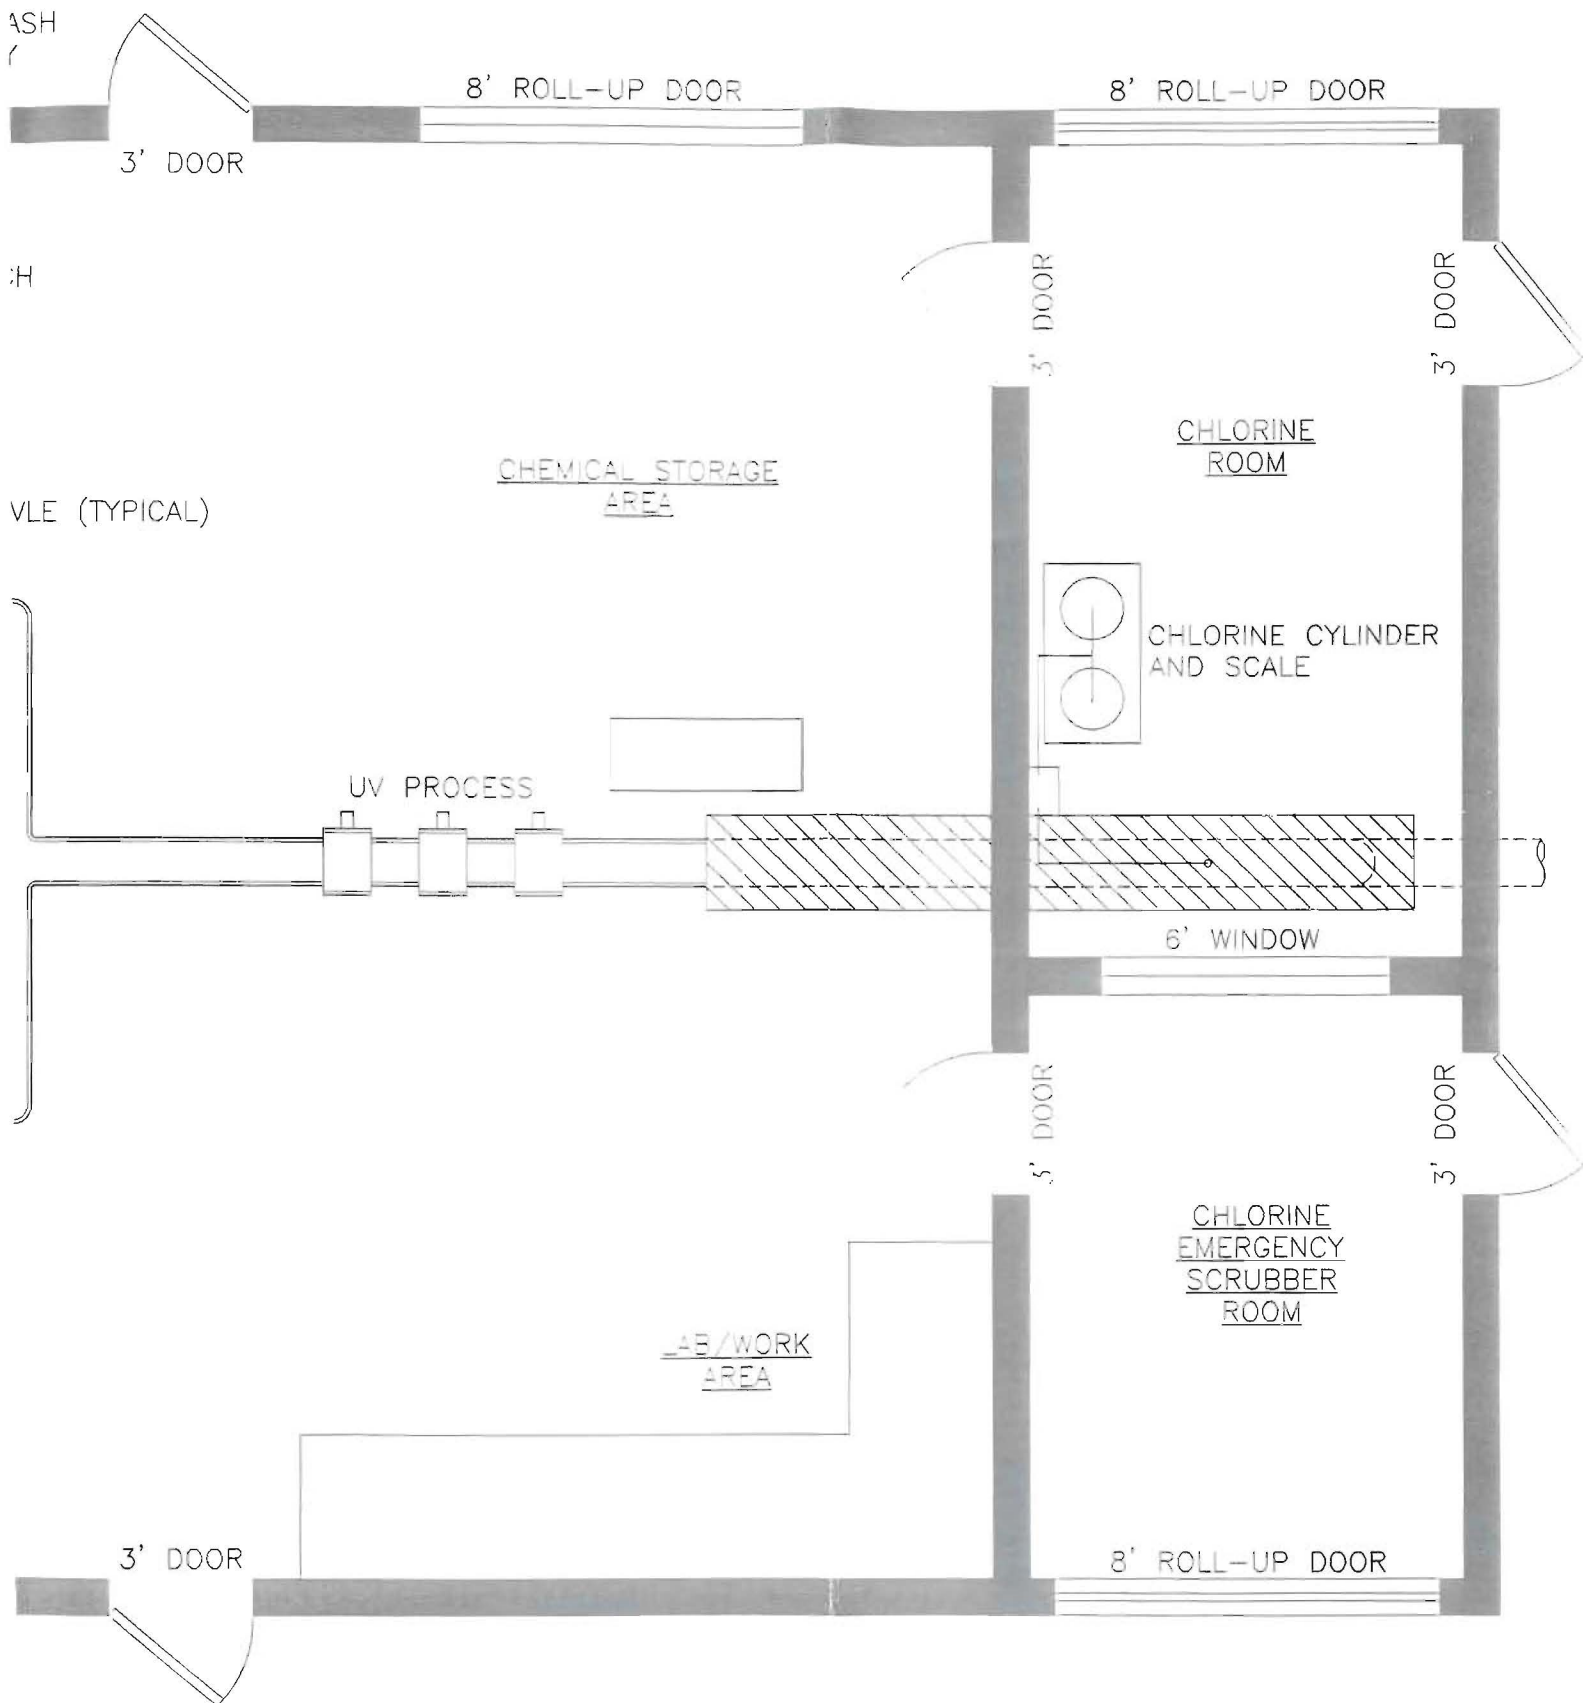 8' ROLL-UP DOOR
8' ROLL-UP DOOR
3' DOOR
3' DOOR
3' DOOR
CHLORINE
ROOM
CHEMICAL STORAGE
AREA
(TYPICAL)
CHLORINE CYLINDER
AND SCALE
UV PROCESS
6' WINDOW
3' DOOR
3' DOOR
CHLORINE
EMERGENCY
SCRUBBER
ROOM
LAB/WORK
AREA
3' DOOR
8' ROLL-UP DOOR